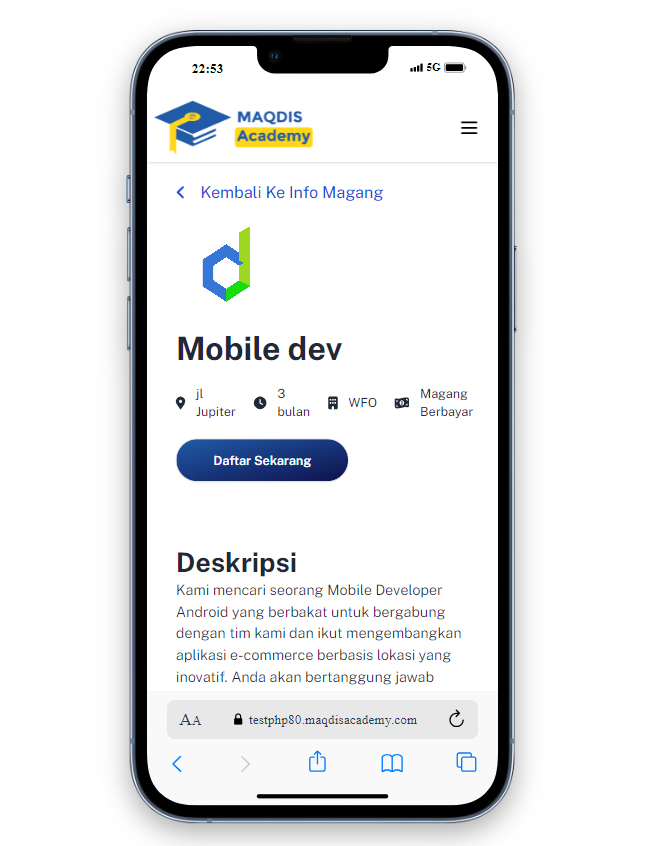 22:53
5G
MAQDIS
Academy
Kembali Ke Info Magang
Mobile dev
jl
Jupiter
3
bulan
WFO
Magang
Berbayar
Daftar Sekarang
Deskripsi
Kami mencari seorang Mobile Developer
Android yang berbakat untuk bergabung
dengan tim kami dan ikut mengembangkan
aplikasi e-commerce berbasis lokasi yang
inovatif. Anda akan bertanggung jawab
AA
testphp80.maqdisacademy.com